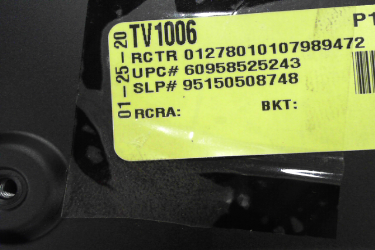 01-25-20
TV1006
P1
RCTR 01278010107989472
UPC# 60958525243
SLP# 95150508748
RCRA: BKT: